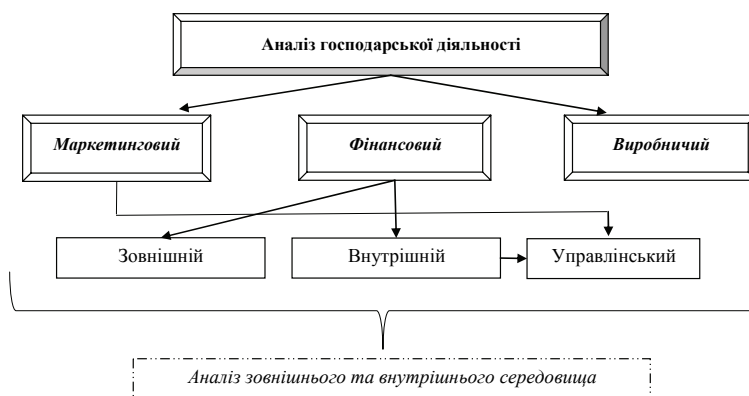 Аналіз господарської діяльності
Маркетинговий
Фінансовий
Виробничий
Зовнішній
Внутрішній
Управлінський
Аналіз зовнішнього та внутрішнього середовища